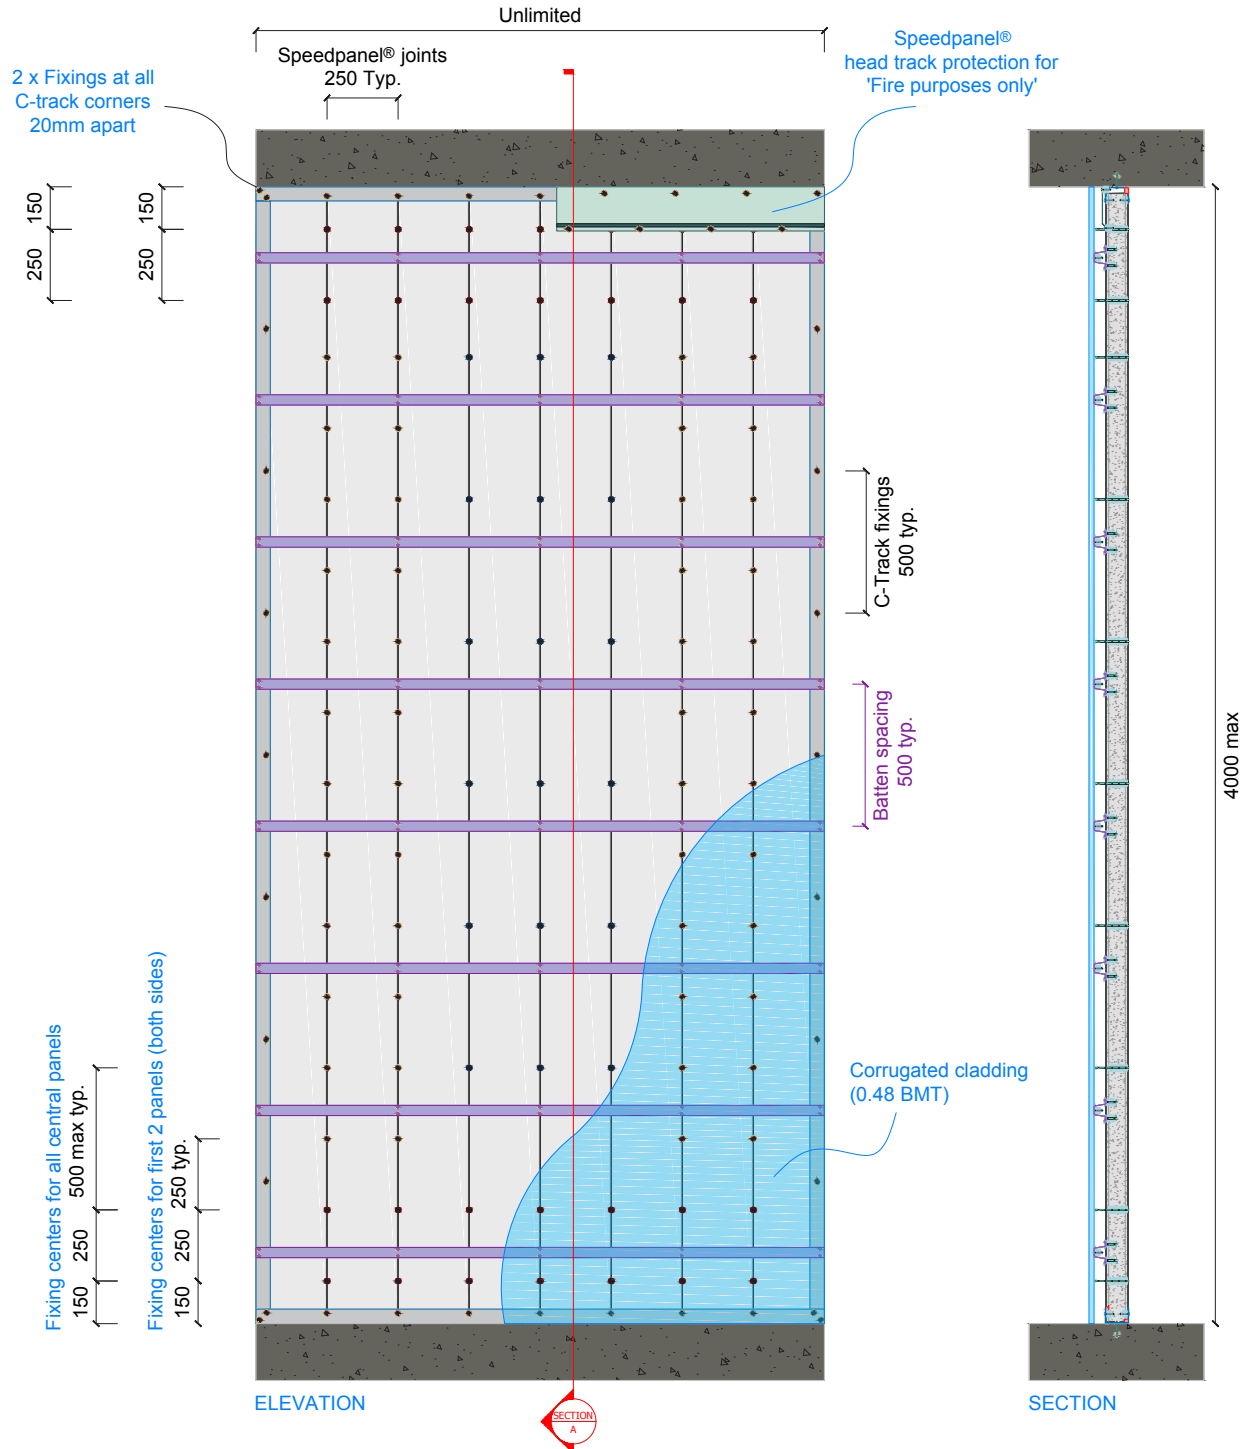 Unlimited
Speedpanel® joints
250 Typ.
2 x Fixings at all
C-track corners
20mm apart
Speedpanel®
head track protection for
'Fire purposes only'
150
250
150
250
C-Track fixings
500 typ.
Batten spacing
500 typ.
4000 max
Fixing centers for all central panels
500 max typ.
250
150
Fixing centers for first 2 panels (both sides)
250 typ.
250
150
Corrugated cladding
(0.48 BMT)
ELEVATION
SECTION
A
SECTION